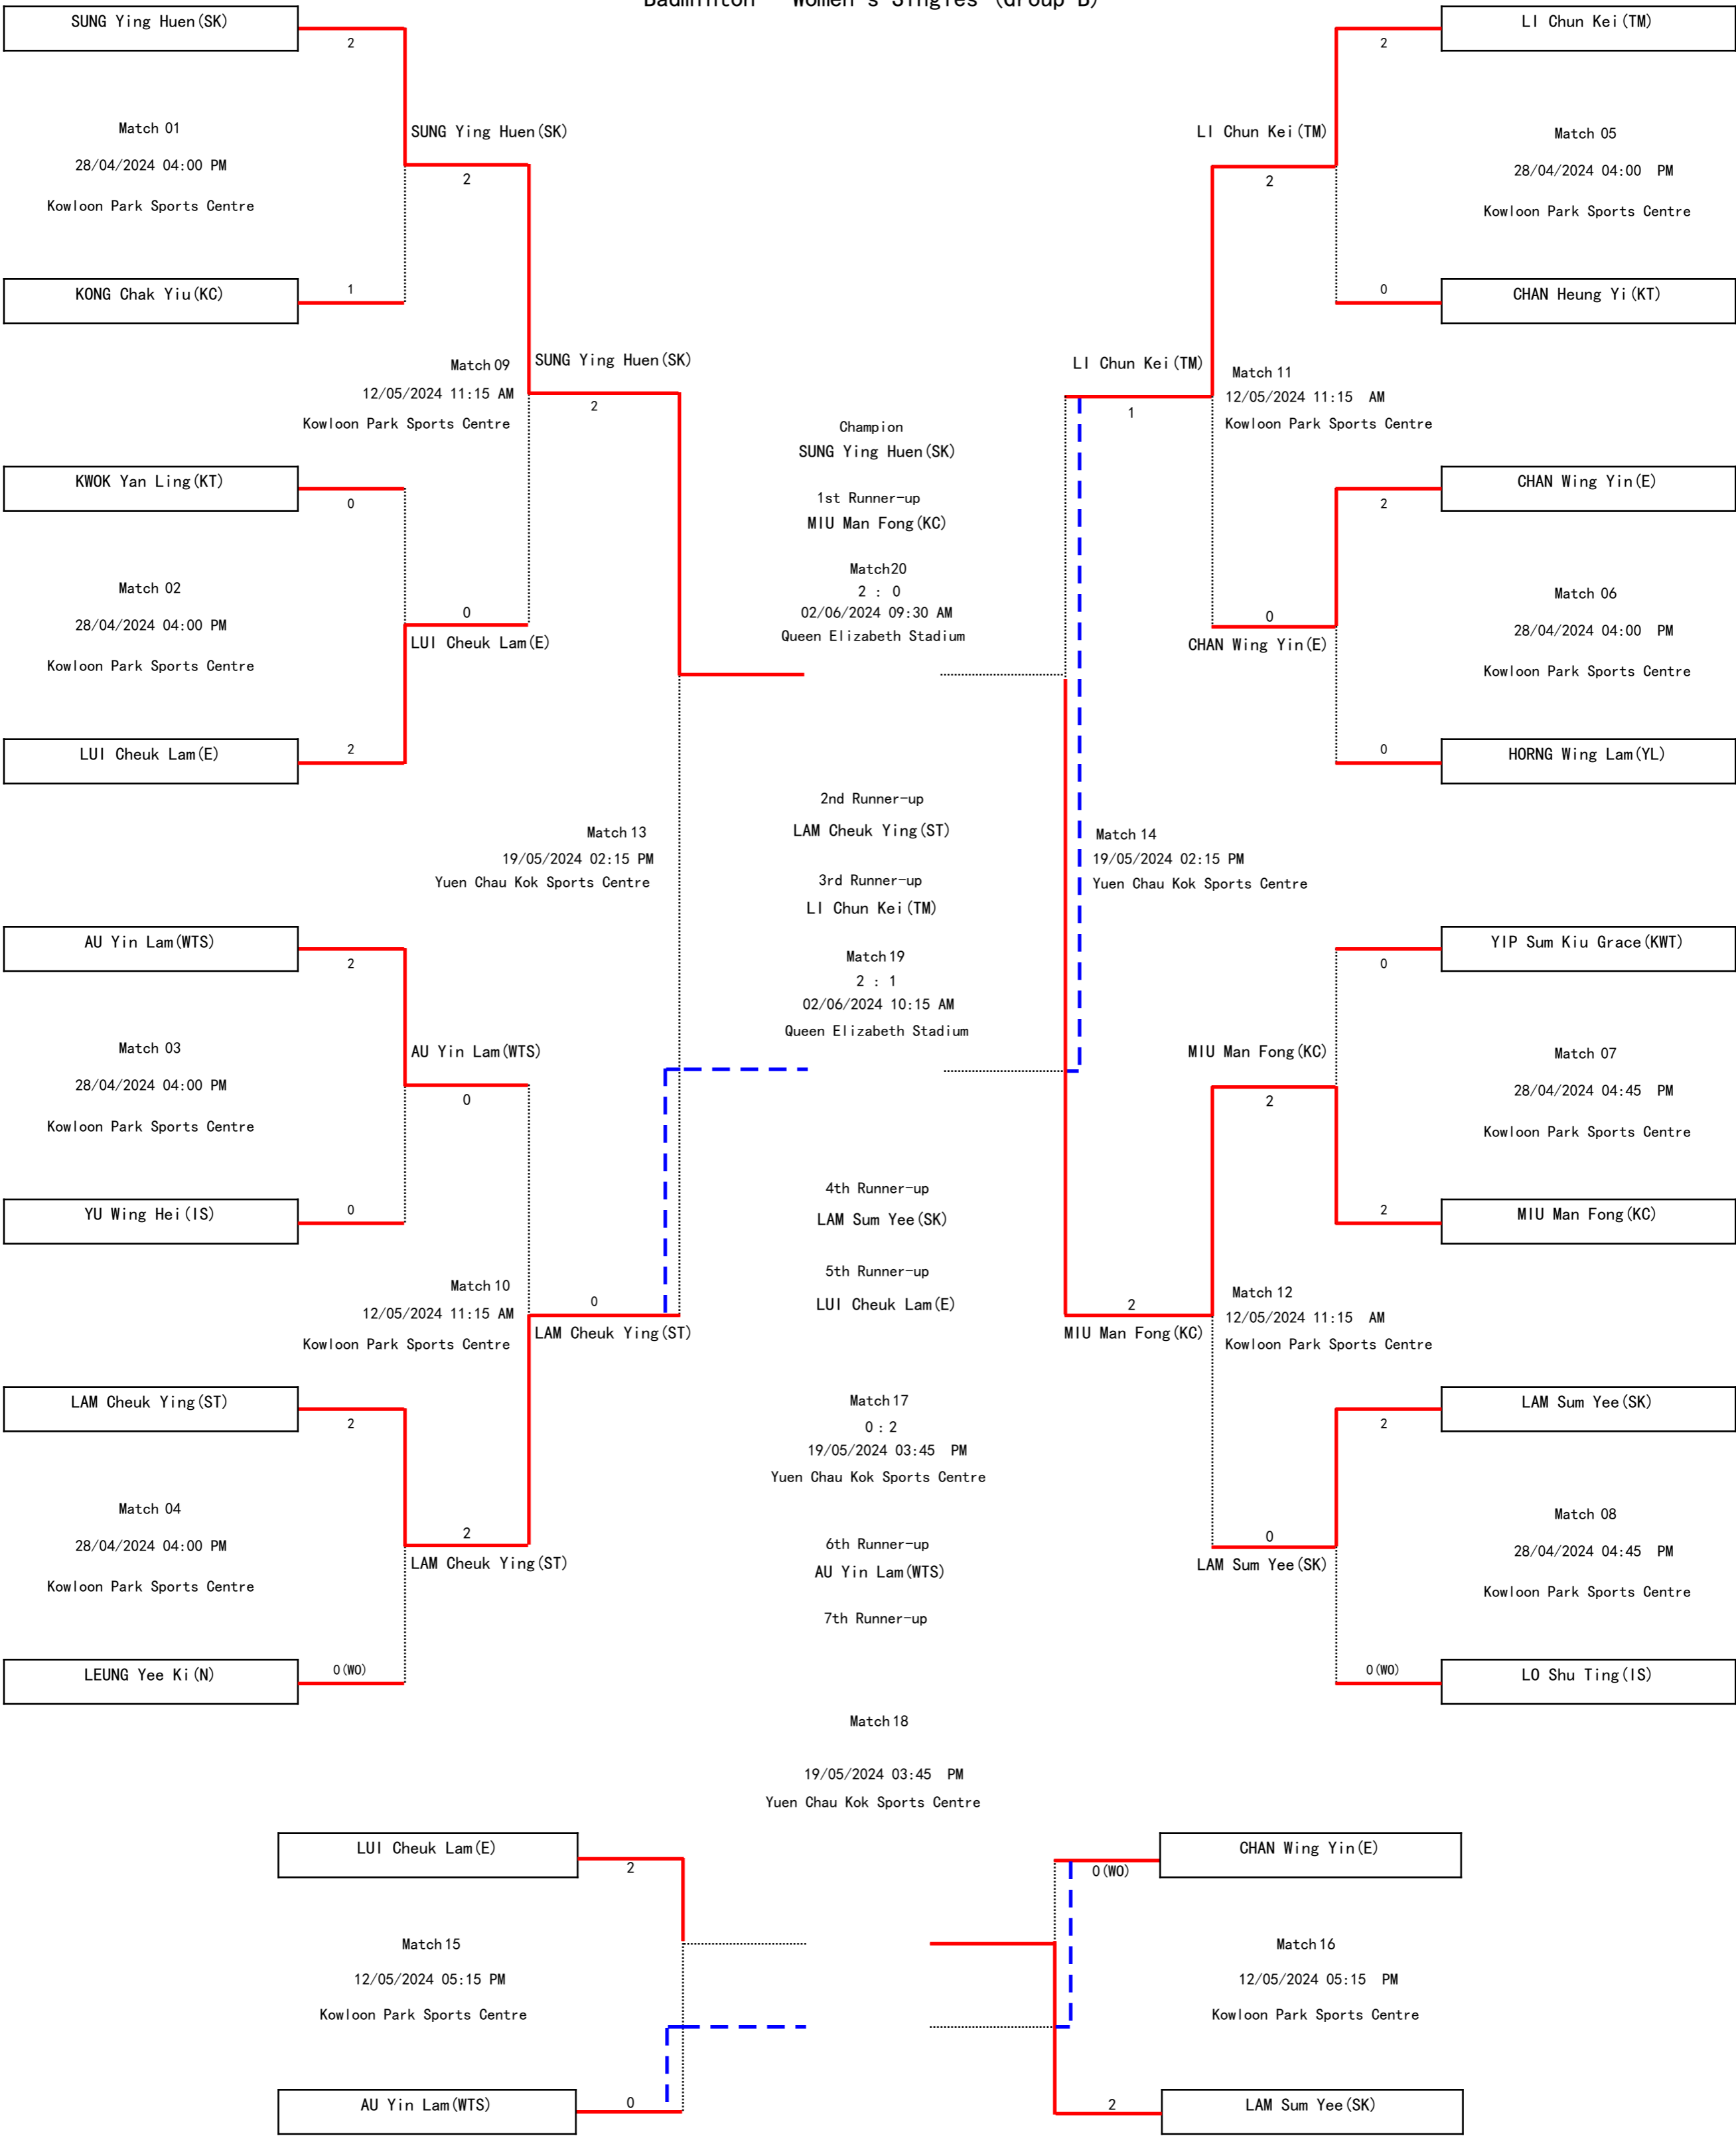 Badminton - Women's Singles (Group B)
SUNG Ying Huen(SK)
2
Match 01
28/04/2024 04:00 PM
Kowloon Park Sports Centre
KONG Chak Yiu(KC)
1
SUNG Ying Huen(SK)
2
Match 09
12/05/2024 11:15 AM
Kowloon Park Sports Centre
SUNG Ying Huen(SK)
2
KWOK Yan Ling(KT)
0
Match 02
28/04/2024 04:00 PM
Kowloon Park Sports Centre
0
LUI Cheuk Lam(E)
LUI Cheuk Lam(E)
2
Match 13
19/05/2024 02:15 PM
Yuen Chau Kok Sports Centre
AU Yin Lam(WTS)
2
Match 03
28/04/2024 04:00 PM
Kowloon Park Sports Centre
AU Yin Lam(WTS)
0
YU Wing Hei(IS)
0
Match 10
12/05/2024 11:15 AM
Kowloon Park Sports Centre
0
LAM Cheuk Ying(ST)
LAM Cheuk Ying(ST)
2
Match 04
28/04/2024 04:00 PM
Kowloon Park Sports Centre
2
LAM Cheuk Ying(ST)
LEUNG Yee Ki(N)
0(WO)
Champion
SUNG Ying Huen(SK)
1st Runner-up
MIU Man Fong(KC)
Match20
2 : 0
02/06/2024 09:30 AM
Queen Elizabeth Stadium
2nd Runner-up
LAM Cheuk Ying(ST)
3rd Runner-up
LI Chun Kei(TM)
Match19
2 : 1
02/06/2024 10:15 AM
Queen Elizabeth Stadium
4th Runner-up
LAM Sum Yee(SK)
5th Runner-up
LUI Cheuk Lam(E)
Match17
0 : 2
19/05/2024 03:45 PM
Yuen Chau Kok Sports Centre
6th Runner-up
AU Yin Lam(WTS)
7th Runner-up
Match18
19/05/2024 03:45 PM
Yuen Chau Kok Sports Centre
LI Chun Kei(TM)
2
LI Chun Kei(TM)
2
Match 05
28/04/2024 04:00 PM
Kowloon Park Sports Centre
0
CHAN Heung Yi(KT)
LI Chun Kei(TM)
1
Match 11
12/05/2024 11:15 AM
Kowloon Park Sports Centre
CHAN Wing Yin(E)
2
Match 06
28/04/2024 04:00 PM
Kowloon Park Sports Centre
0
CHAN Wing Yin(E)
0
HORNG Wing Lam(YL)
Match 14
19/05/2024 02:15 PM
Yuen Chau Kok Sports Centre
YIP Sum Kiu Grace(KWT)
0
MIU Man Fong(KC)
2
Match 07
28/04/2024 04:45 PM
Kowloon Park Sports Centre
2
MIU Man Fong(KC)
2
MIU Man Fong(KC)
Match 12
12/05/2024 11:15 AM
Kowloon Park Sports Centre
LAM Sum Yee(SK)
2
Match 08
28/04/2024 04:45 PM
Kowloon Park Sports Centre
0
LAM Sum Yee(SK)
0(WO)
LO Shu Ting(IS)
LUI Cheuk Lam(E)
2
Match15
12/05/2024 05:15 PM
Kowloon Park Sports Centre
AU Yin Lam(WTS)
0
CHAN Wing Yin(E)
0(WO)
Match16
12/05/2024 05:15 PM
Kowloon Park Sports Centre
2
LAM Sum Yee(SK)